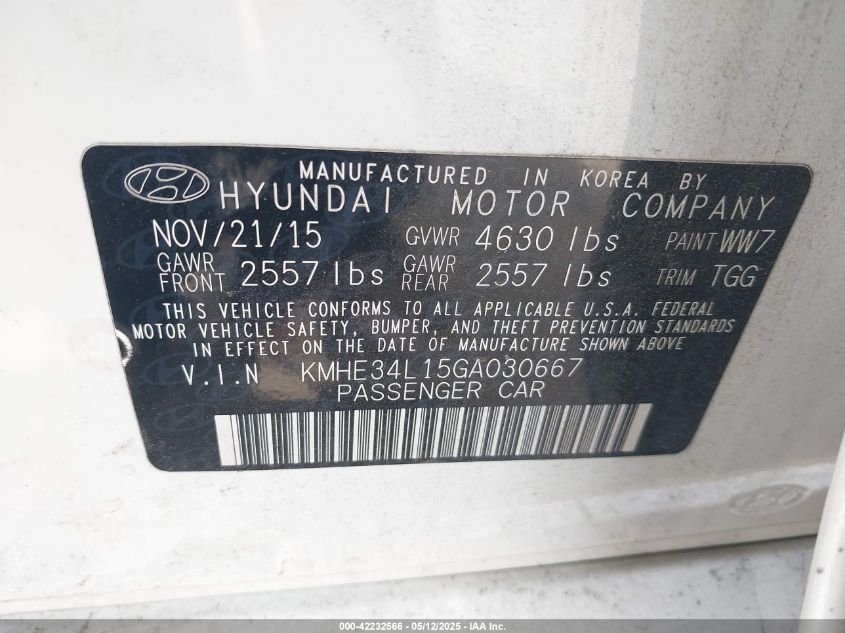 MANUFACTURED IN KOREA BY
HYUNDAI MOTOR COMPANY
NOV/21/15 GVWR 4630 lbs PAINT WW7
GAWR FRONT 2557 lbs GAWR REAR 2557 lbs TRIM TGG
THIS VEHICLE CONFORMS TO ALL APPLICABLE U.S.A. FEDERAL
MOTOR VEHICLE SAFETY, BUMPER, AND THEFT PREVENTION STANDARDS
IN EFFECT ON THE DATE OF MANUFACTURE SHOWN ABOVE
V.I.N KMHE34L15GA030667
PASSENGER CAR
000-42232566 - 05/12/2025 - IAA Inc.